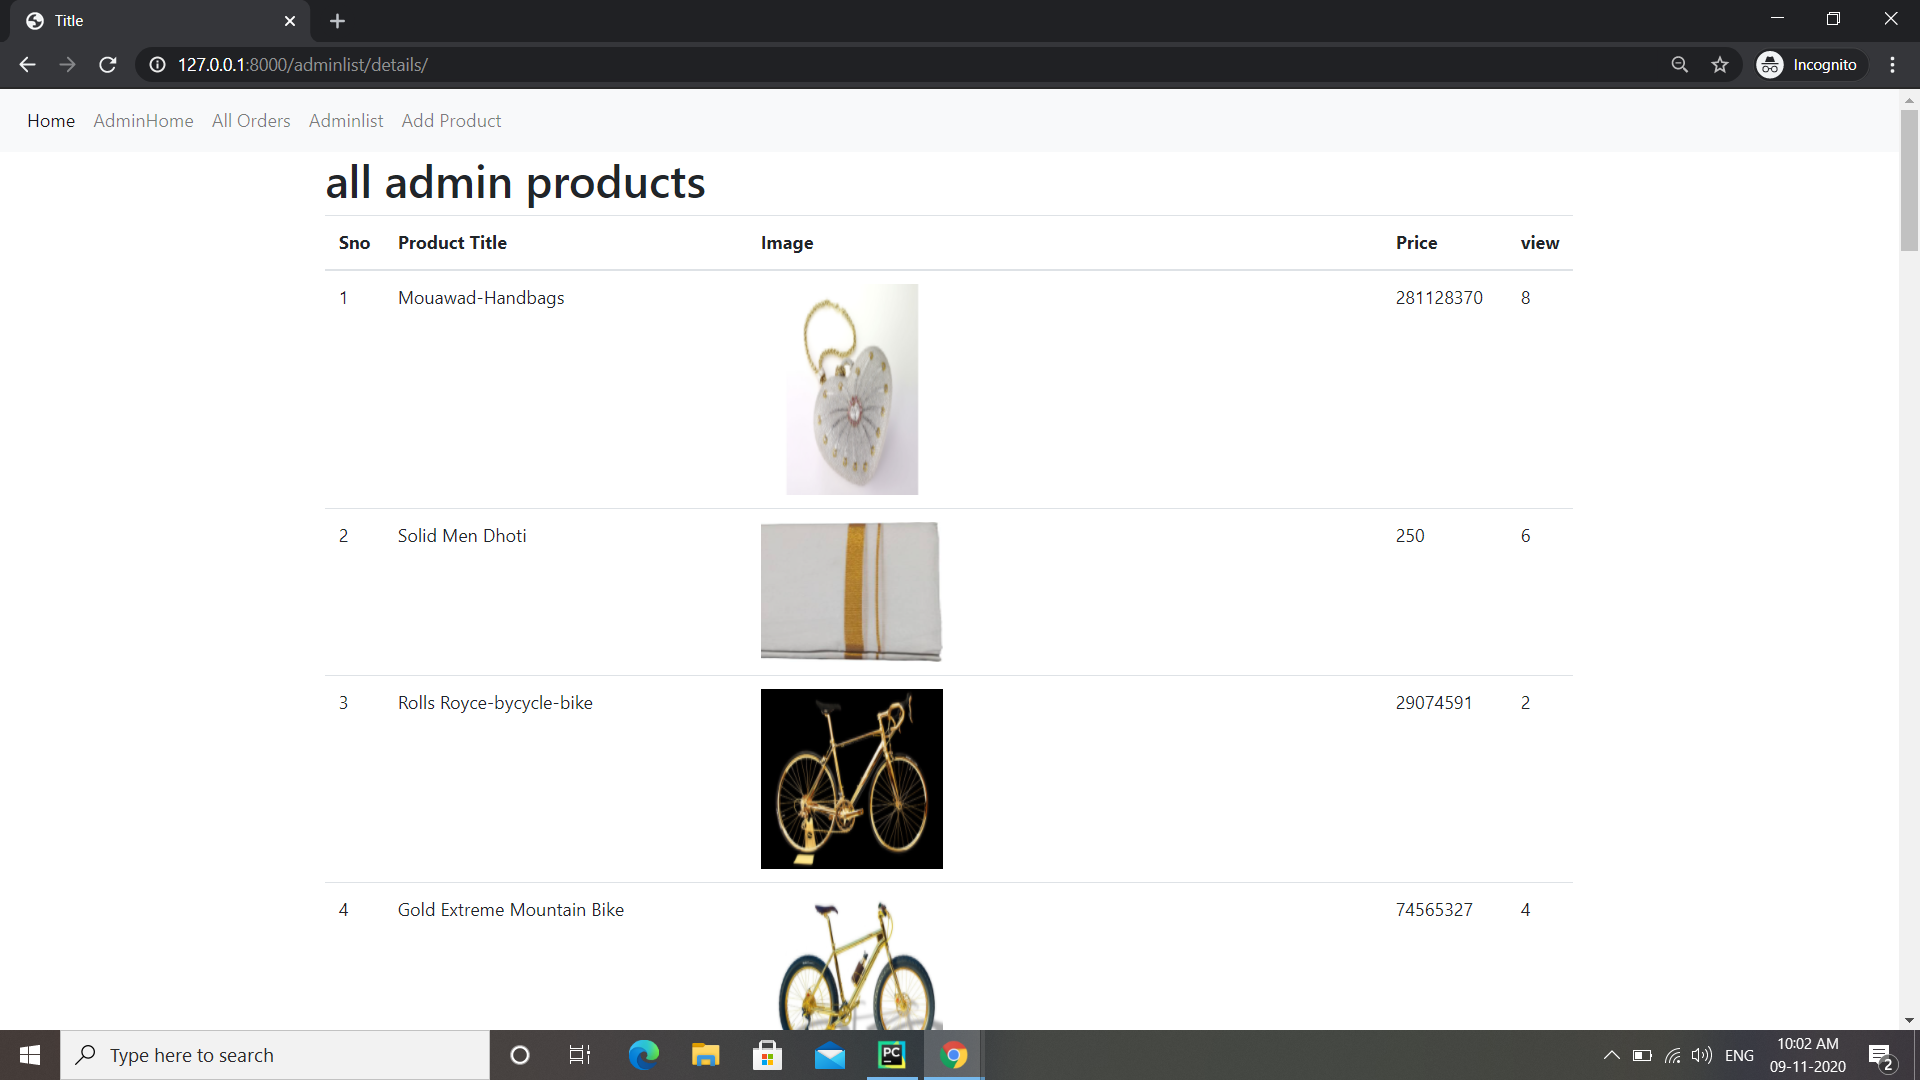 Title
127.0.0.1:8000/adminlist/details/
Incognito
Home AdminHome All Orders Adminlist Add Product
all admin products
Sno Product Title Image Price view
1 Mouawad-Handbags 281128370 8
2 Solid Men Dhoti 250 6
3 Rolls Royce-bycycle-bike 29074591 2
4 Gold Extreme Mountain Bike 74565327 4
Type here to search
PC
ENG
10:02 AM
09-11-2020
2